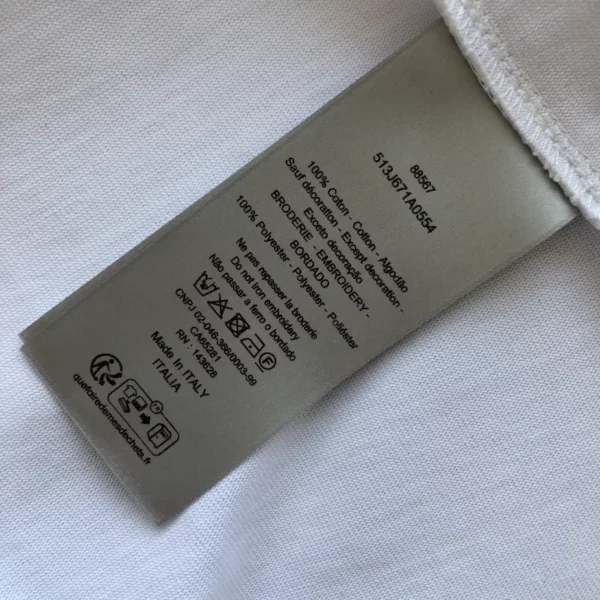 88567
513J671A0554
100% Coton - Cotton - Algodão
Sauf décoration - Except decoration -
Exceto decoração
BRODERIE - EMBROIDERY -
BORDADO
100% Polyester - Polyester - Poliéster
Ne pas repasser la broderie
Do not iron embroidery
Não passar a ferro o bordado
CNPJ 02-046-366/0003-99
CA65281
RN : 143628
Made in ITALY
ITALIA
quefairedemesdechets.fr